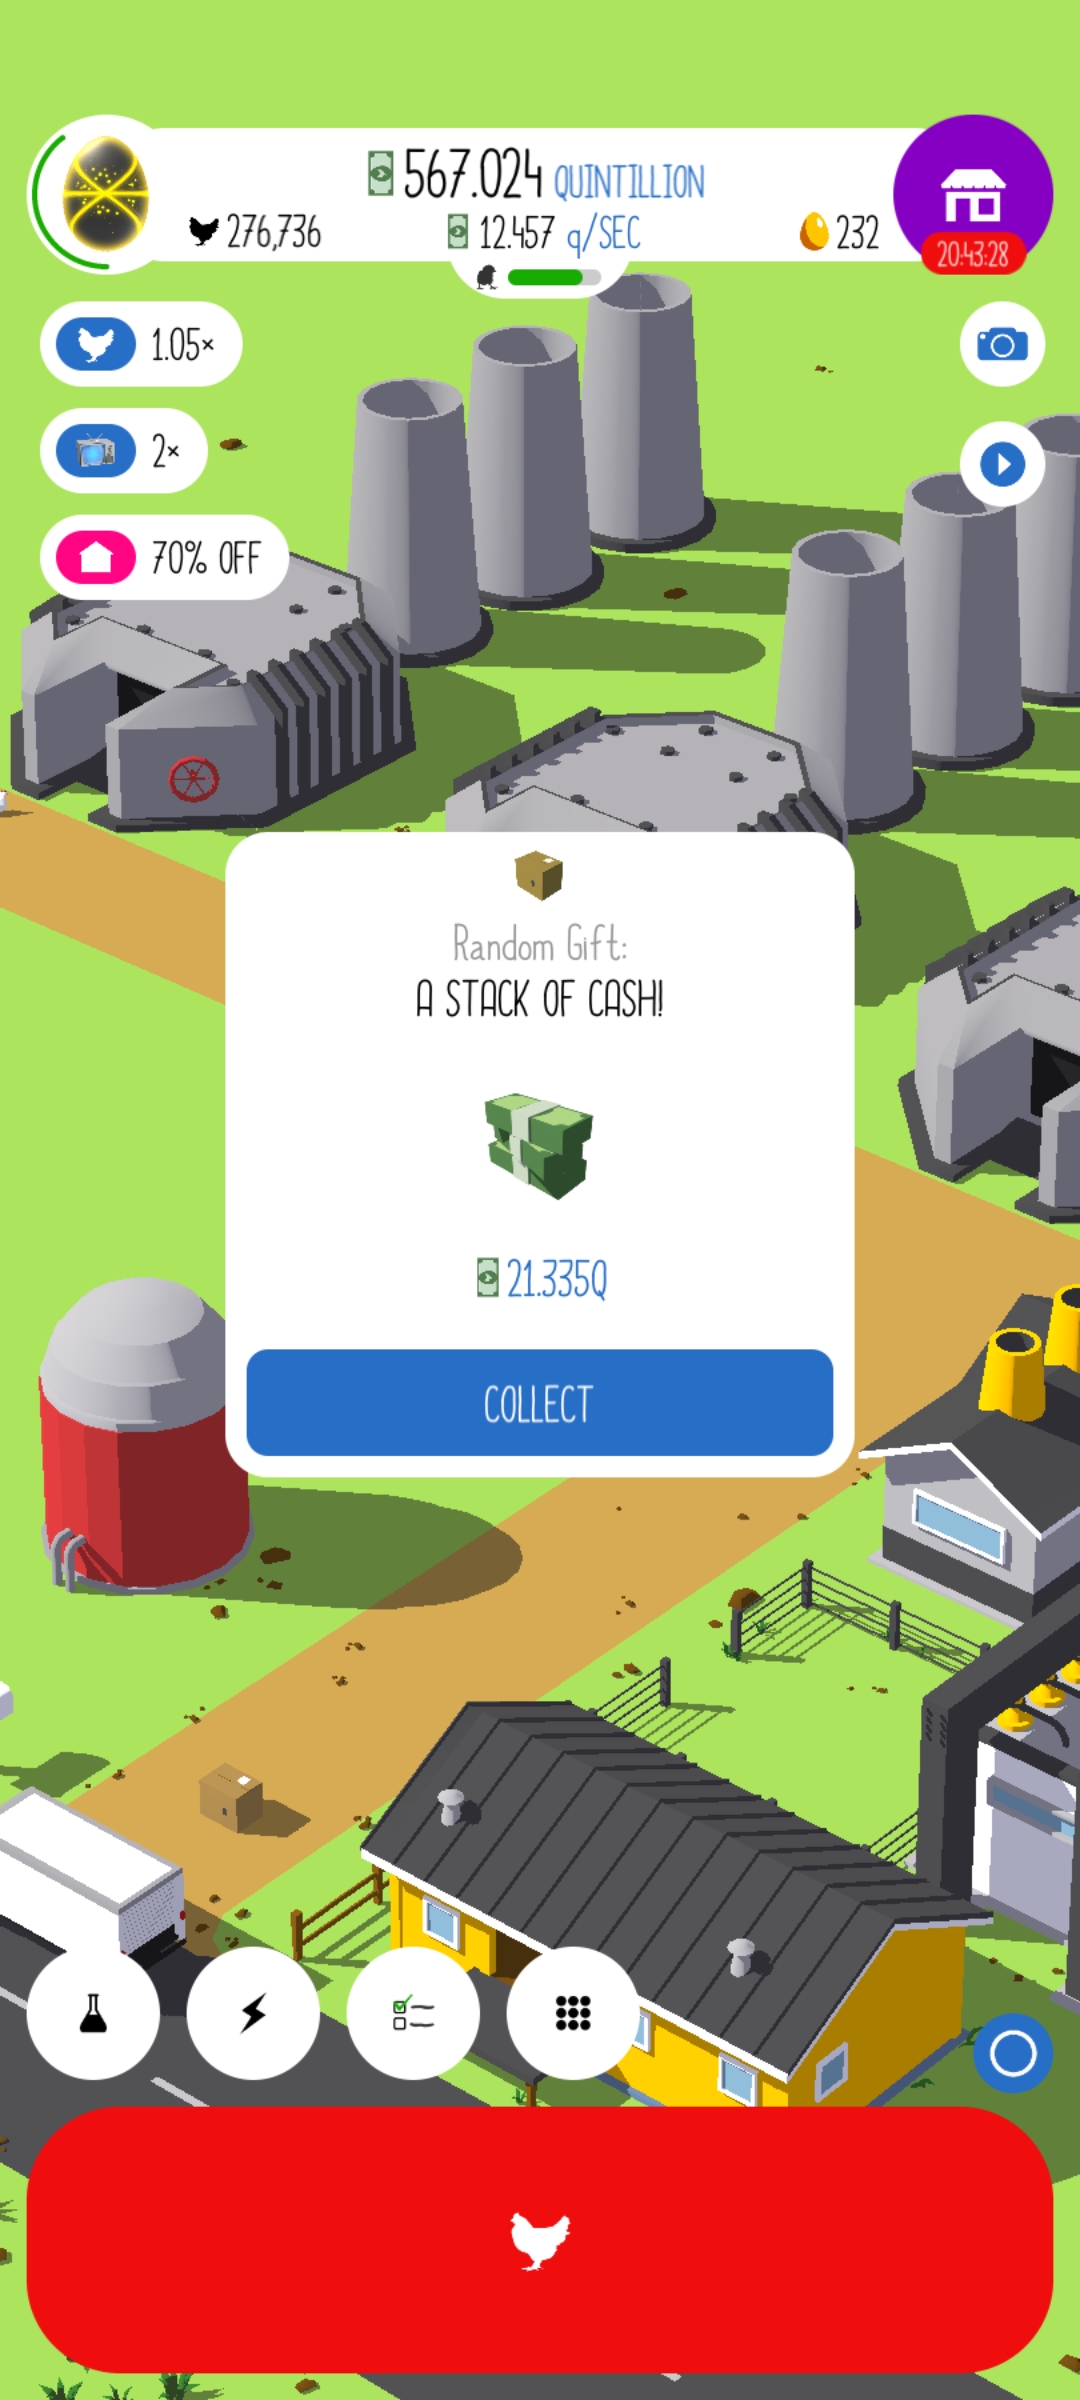 567.024 QUINTILLION
276,736 12.457 q/SEC 232
20:43:28
1.05×
2×
70% OFF
Random Gift:
A STACK OF CASH!
21.335Q
COLLECT